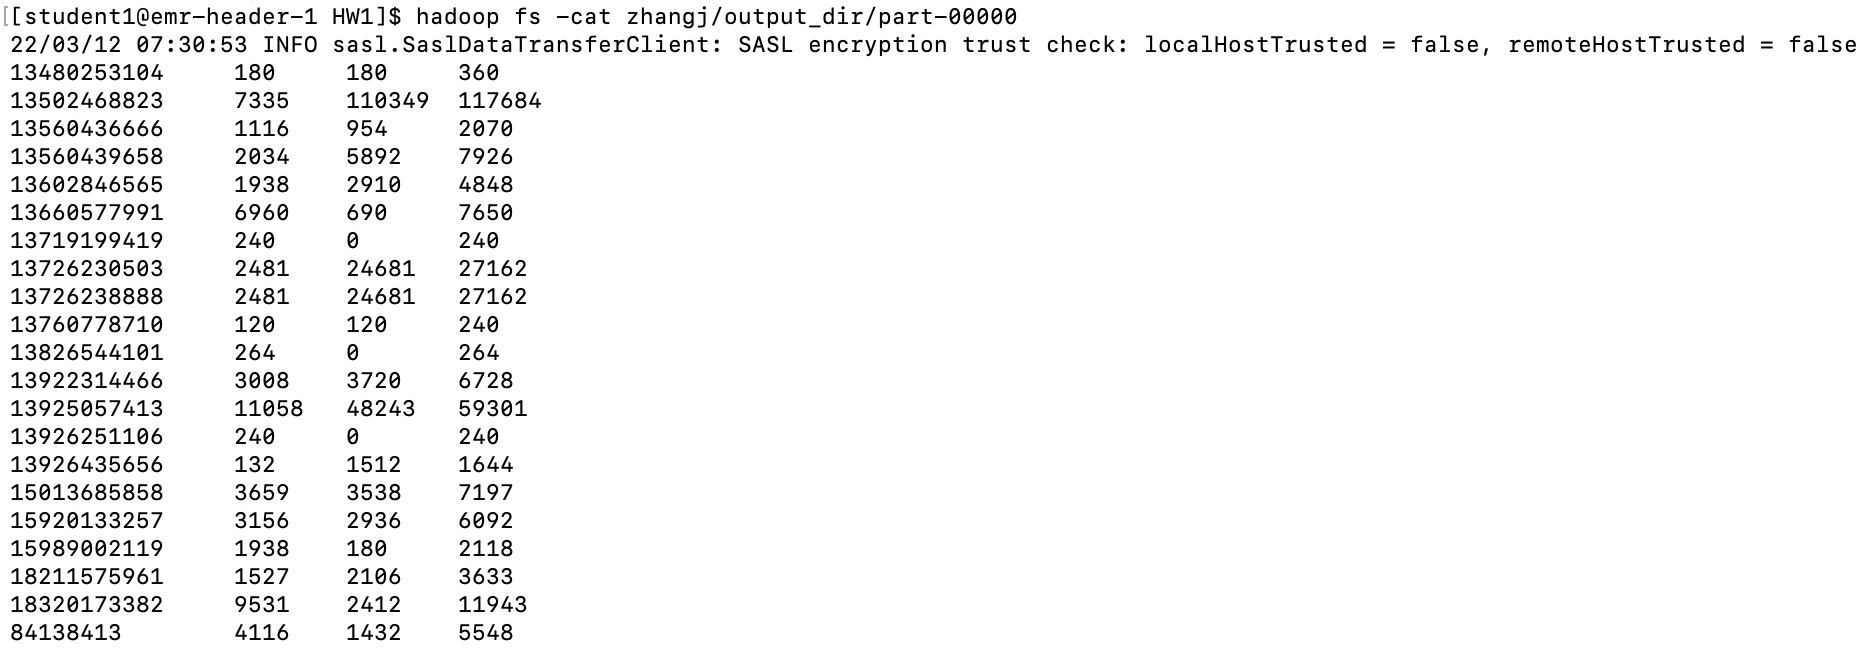 [[student1@emr-header-1 HW1]$ hadoop fs -cat zhangj/output_dir/part-00000
22/03/12 07:30:53 INFO sasl.SaslDataTransferClient: SASL encryption trust check: localHostTrusted = false, remoteHostTrusted = false
13480253104 180 180 360
13502468823 7335 110349 117684
13560436666 1116 954 2070
13560439658 2034 5892 7926
13602846565 1938 2910 4848
13660577991 6960 690 7650
13719199419 240 0 240
13726230503 2481 24681 27162
13726238888 2481 24681 27162
13760778710 120 120 240
13826544101 264 0 264
13922314466 3008 3720 6728
13925057413 11058 48243 59301
13926251106 240 0 240
13926435656 132 1512 1644
15013685858 3659 3538 7197
15920133257 3156 2936 6092
15989002119 1938 180 2118
18211575961 1527 2106 3633
18320173382 9531 2412 11943
84138413 4116 1432 5548